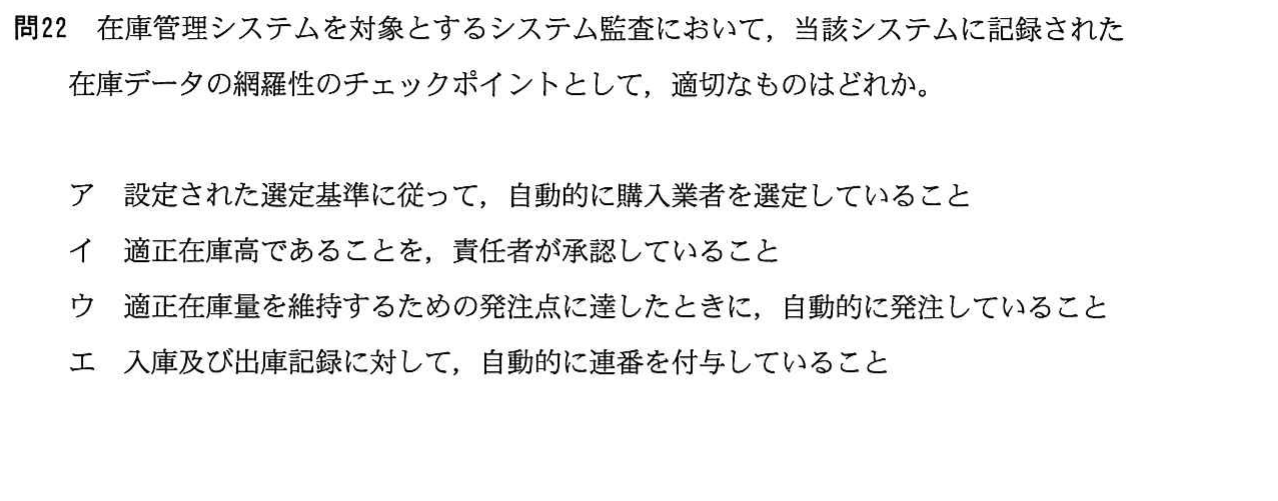 問22 在庫管理システムを対象とするシステム監査において，当該システムに記録された
在庫データの網羅性のチェックポイントとして，適切なものはどれか。
ア 設定された選定基準に従って，自動的に購入業者を選定していること
イ 適正在庫高であることを，責任者が承認していること
ウ 適正在庫量を維持するための発注点に達したときに，自動的に発注していること
エ 入庫及び出庫記録に対して，自動的に連番を付与していること